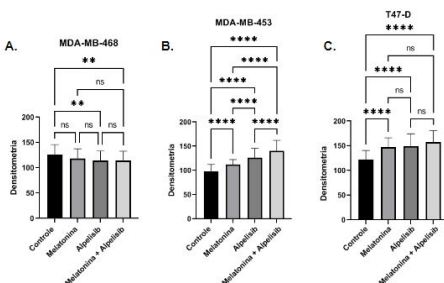 A.
MDA-MB-468
**
ns
**
ns
ns
ns
Densitometria
200
150
100
50
0
Controle
Melatonina
Alpelisib
Melatonina + Alpelisib
B.
MDA-MB-453
****
****
****
****
****
****
Densitometria
200
150
100
50
0
Controle
Melatonina
Alpelisib
Melatonina + Alpelisib
C.
T47-D
****
ns
****
ns
****
ns
Densitometria
200
150
100
50
0
Controle
Melatonina
Alpelisib
Melatonina + Alpelisib